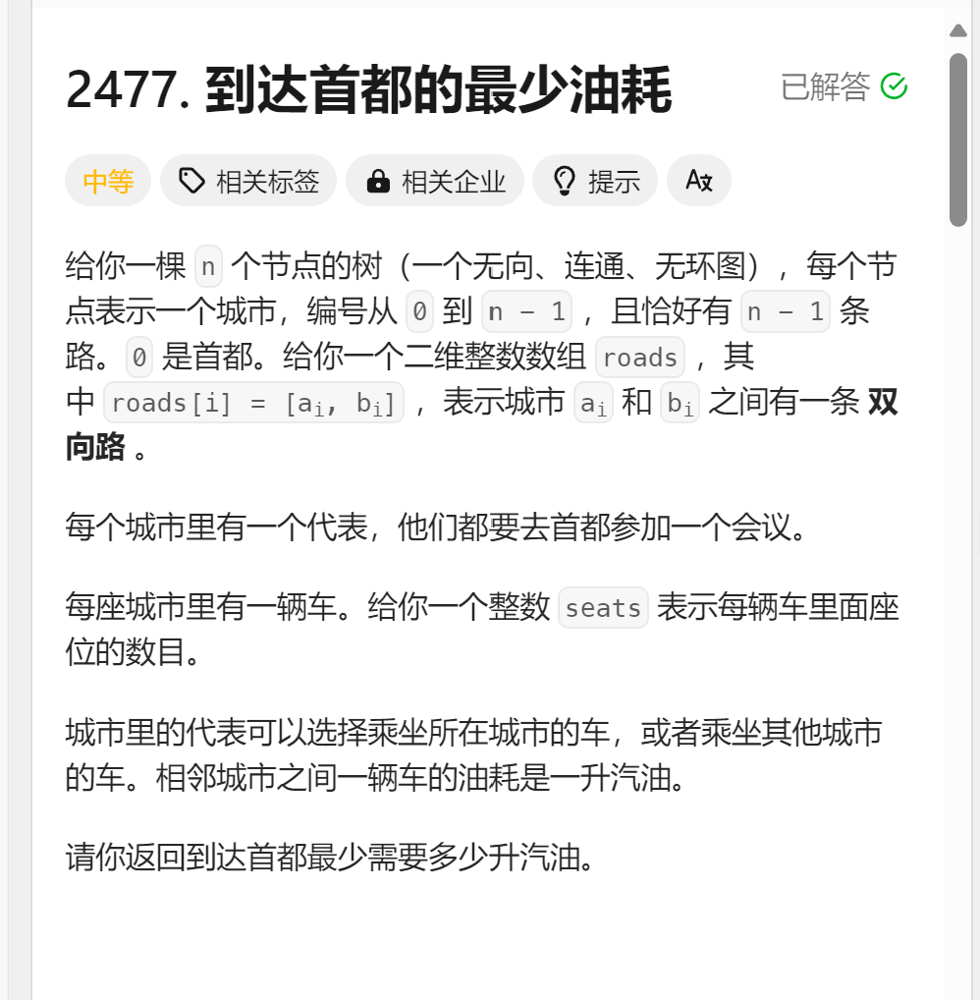 2477. 到达首都的最少油耗
已解答
中等 相关标签 相关企业 提示
给你一棵 n 个节点的树（一个无向、连通、无环图），每个节
点表示一个城市，编号从 0 到 n - 1 ，且恰好有 n - 1 条
路。0 是首都。给你一个二维整数数组 roads ，其
中 roads[i] = [ai, bi] ，表示城市 ai 和 bi 之间有一条 双
向路 。
每个城市里有一个代表，他们都要去首都参加一个会议。
每座城市里有一辆车。给你一个整数 seats 表示每辆车里面座
位的数目。
城市里的代表可以选择乘坐所在城市的车，或者乘坐其他城市
的车。相邻城市之间一辆车的油耗是一升汽油。
请你返回到达首都最少需要多少升汽油。